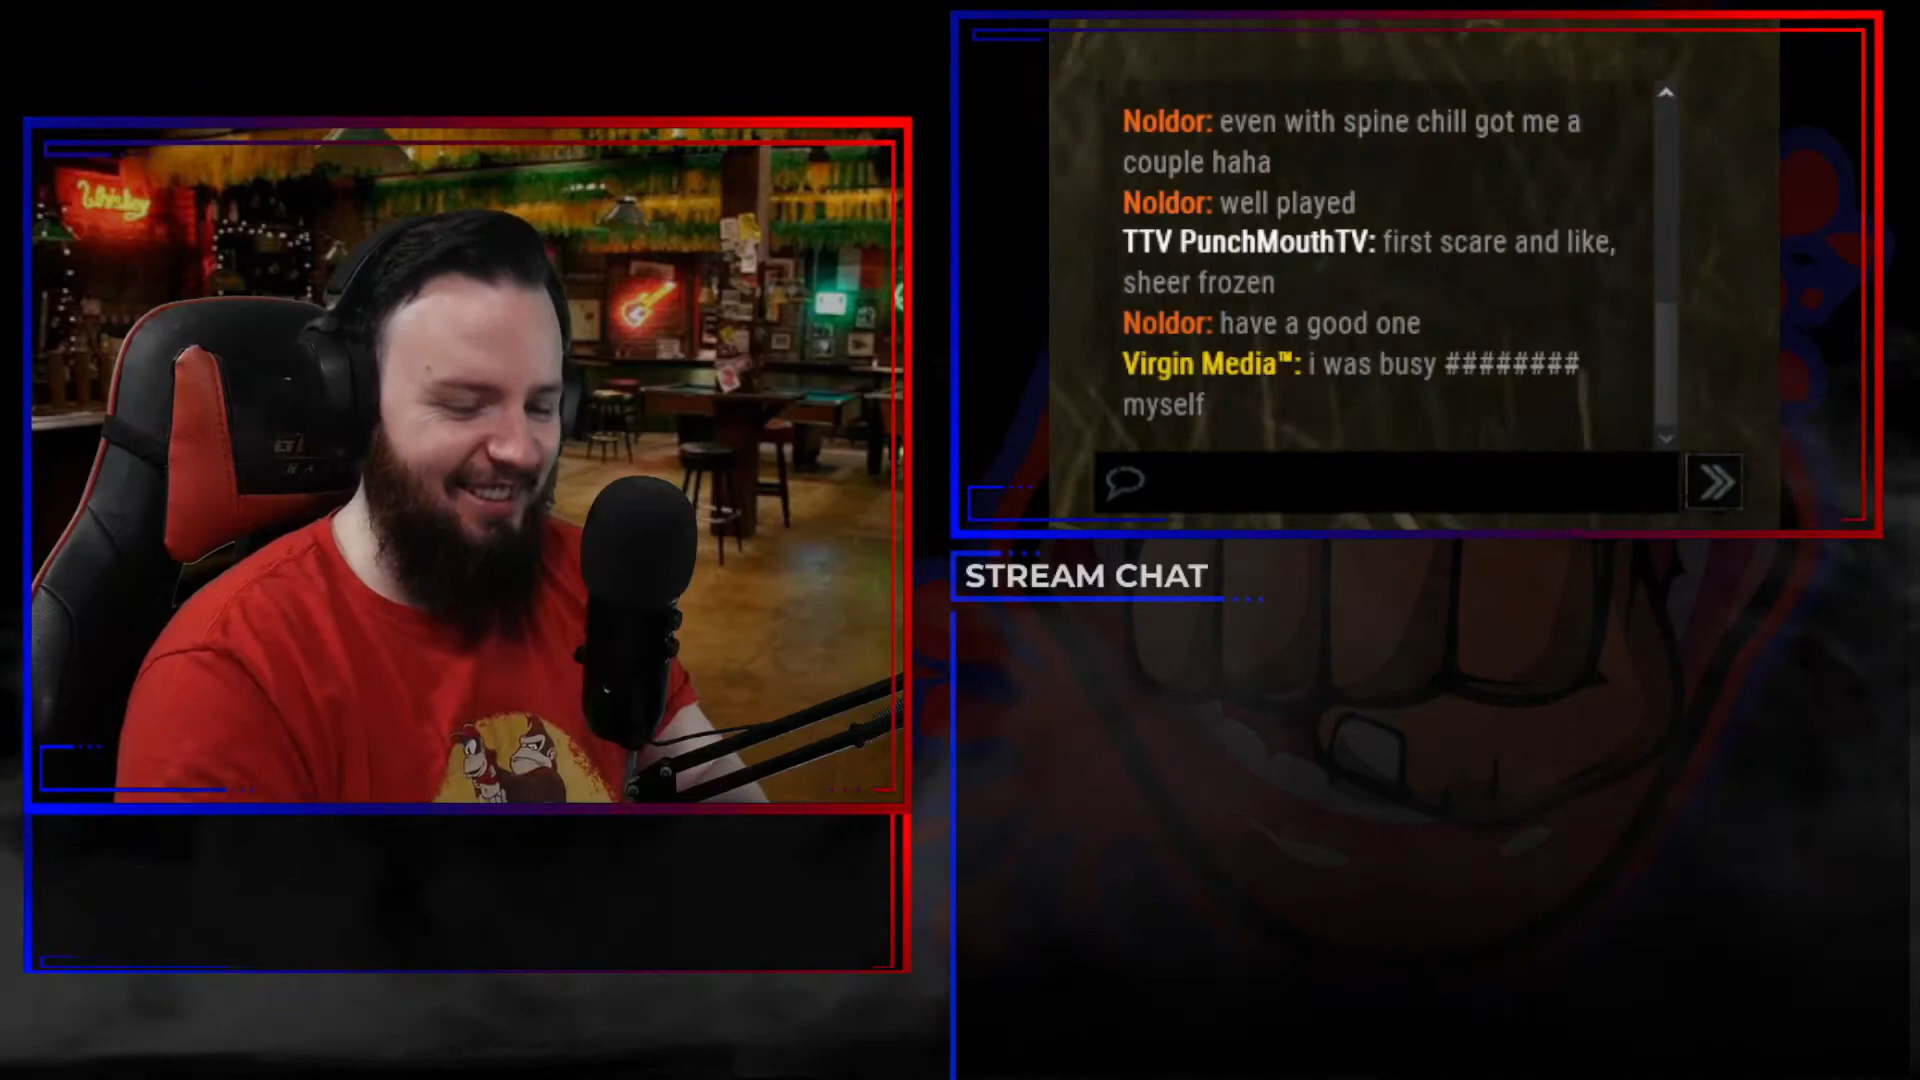 Whiskey
Noldor: even with spine chill got me a
couple haha
Noldor: well played
TTV PunchMouthTV: first scare and like,
sheer frozen
Noldor: have a good one
Virgin Media™: i was busy ########
myself
STREAM CHAT